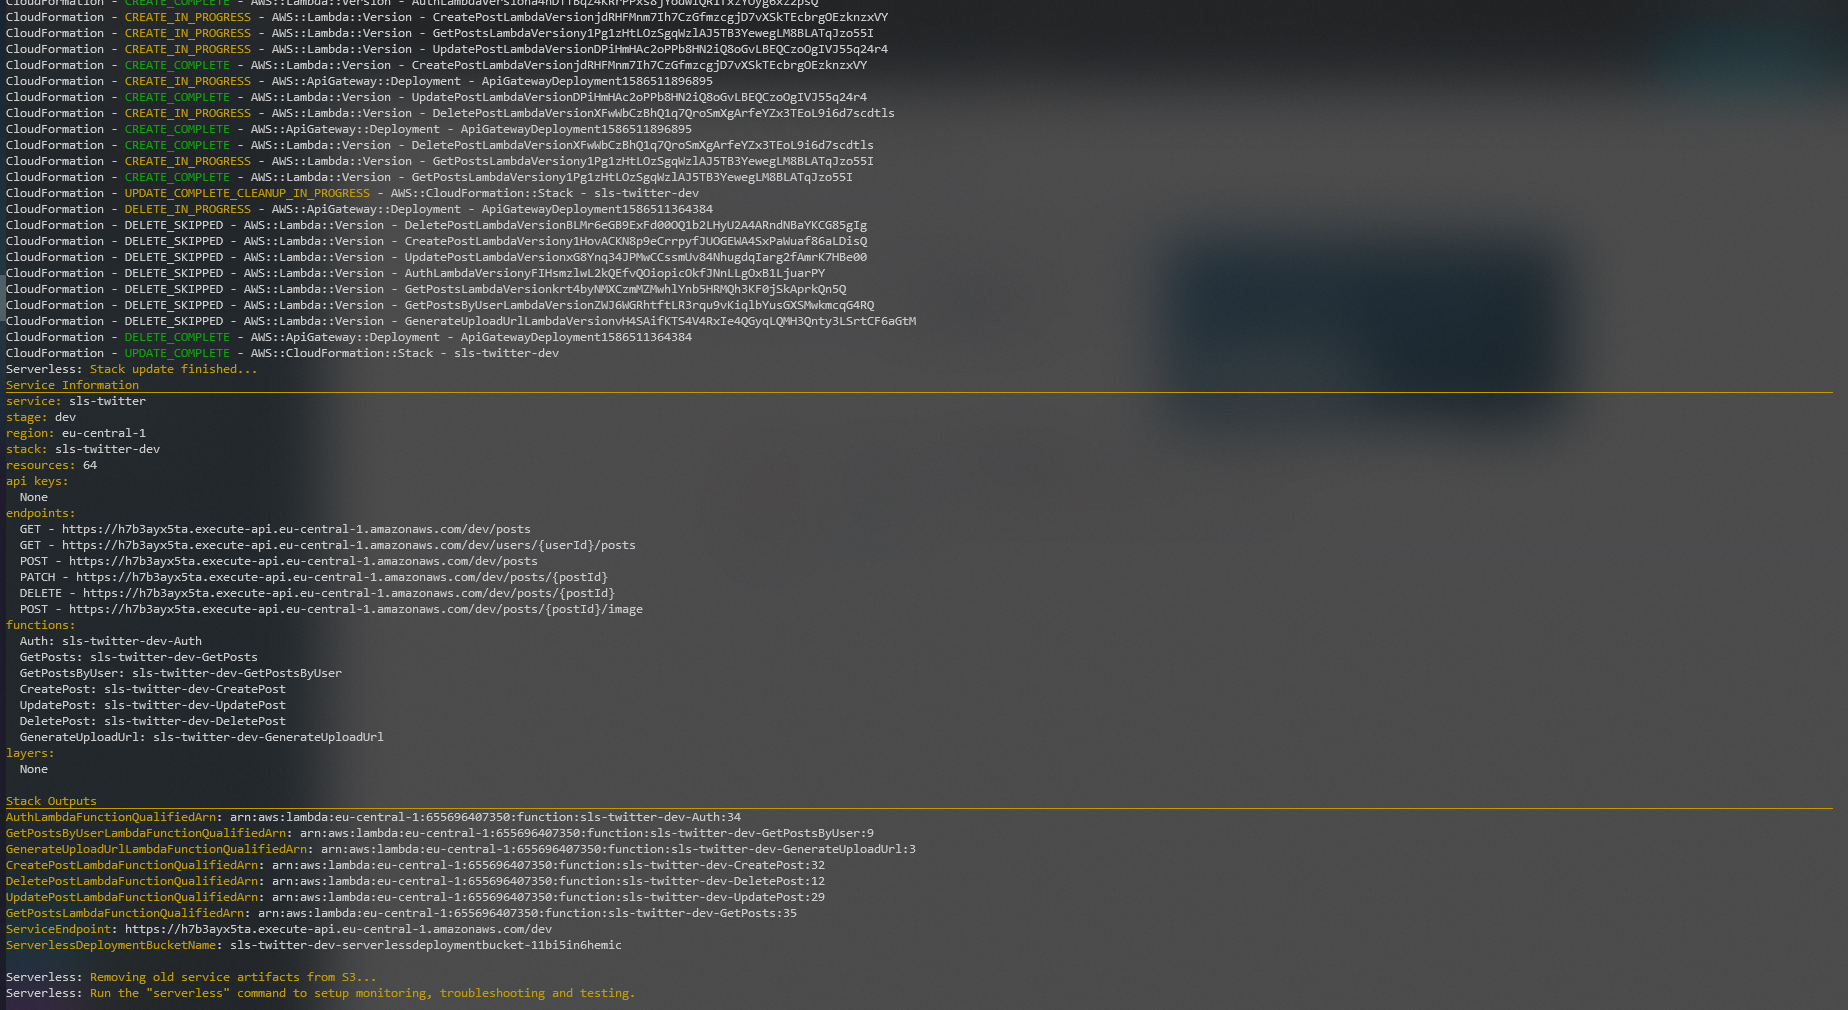 CloudFormation - CREATE_COMPLETE - AWS::Lambda::Version -
CloudFormation - CREATE_IN_PROGRESS - AWS::Lambda::Version - CreatePostLambdaVersionjdRHFMnm7Ih7CzGfmzcgjD7vXSkTEcbrgOEzknzxVY
CloudFormation - CREATE_IN_PROGRESS - AWS::Lambda::Version - GetPostsLambdaVersiony1Pg1zHtLOzSgqWzlAJ5TB3YewegLM8BLATqJzo55I
CloudFormation - CREATE_IN_PROGRESS - AWS::Lambda::Version - UpdatePostLambdaVersionDPiHmHAc2oPPb8HN2iQ8oGvLBEQCzoOgIVJ55q24r4
CloudFormation - CREATE_COMPLETE - AWS::Lambda::Version - CreatePostLambdaVersionjdRHFMnm7Ih7CzGfmzcgjD7vXSkTEcbrgOEzknzxVY
CloudFormation - CREATE_IN_PROGRESS - AWS::ApiGateway::Deployment - ApiGatewayDeployment1586511896895
CloudFormation - CREATE_COMPLETE - AWS::Lambda::Version - UpdatePostLambdaVersionDPiHmHAc2oPPb8HN2iQ8oGvLBEQCzoOgIVJ55q24r4
CloudFormation - CREATE_IN_PROGRESS - AWS::Lambda::Version - DeletePostLambdaVersionXFwWbCzBhQ1q7QroSmXgArfeYZx3TEoL9i6d7scdtls
CloudFormation - CREATE_COMPLETE - AWS::ApiGateway::Deployment - ApiGatewayDeployment1586511896895
CloudFormation - CREATE_COMPLETE - AWS::Lambda::Version - DeletePostLambdaVersionXFwWbCzBhQ1q7QroSmXgArfeYZx3TEoL9i6d7scdtls
CloudFormation - CREATE_IN_PROGRESS - AWS::Lambda::Version - GetPostsLambdaVersiony1Pg1zHtLOzSgqWzlAJ5TB3YewegLM8BLATqJzo55I
CloudFormation - CREATE_COMPLETE - AWS::Lambda::Version - GetPostsLambdaVersiony1Pg1zHtLOzSgqWzlAJ5TB3YewegLM8BLATqJzo55I
CloudFormation - UPDATE_COMPLETE_CLEANUP_IN_PROGRESS - AWS::CloudFormation::Stack - sls-twitter-dev
CloudFormation - DELETE_IN_PROGRESS - AWS::ApiGateway::Deployment - ApiGatewayDeployment1586511364384
CloudFormation - DELETE_SKIPPED - AWS::Lambda::Version - DeletePostLambdaVersionBLMr6eGB9ExFd00OQ1b2LHyU2A4ARndNBaYKCG85gIg
CloudFormation - DELETE_SKIPPED - AWS::Lambda::Version - CreatePostLambdaVersiony1HovACKN8p9eCrrpyfJUOGEWA4SxPaWuaf86aLDisQ
CloudFormation - DELETE_SKIPPED - AWS::Lambda::Version - UpdatePostLambdaVersionxG8Ynq34JPMwCCssmUv84NhugdqIarg2fAmrK7HBe00
CloudFormation - DELETE_SKIPPED - AWS::Lambda::Version - AuthLambdaVersionyFIHsmzlwL2kQEfvQOiopicOkfJNnLLgOxB1LjuarPY
CloudFormation - DELETE_SKIPPED - AWS::Lambda::Version - GetPostsLambdaVersionkrt4byNMXCzmMZMwhlYnb5HRMQh3KF0jSkAprkQn5Q
CloudFormation - DELETE_SKIPPED - AWS::Lambda::Version - GetPostsByUserLambdaVersionZWJ6WGRhtftLR3rqu9vKiqlbYusGXSMwkmcqG4RQ
CloudFormation - DELETE_SKIPPED - AWS::Lambda::Version - GenerateUploadUrlLambdaVersionvH4SAifKTS4V4RxIe4QGyqLQMH3Qnty3LSrtCF6aGtM
CloudFormation - DELETE_COMPLETE - AWS::ApiGateway::Deployment - ApiGatewayDeployment1586511364384
CloudFormation - UPDATE_COMPLETE - AWS::CloudFormation::Stack - sls-twitter-dev
Serverless: Stack update finished...
Service Information
service: sls-twitter
stage: dev
region: eu-central-1
stack: sls-twitter-dev
resources: 64
api keys:
  None
endpoints:
  GET - https://h7b3ayx5ta.execute-api.eu-central-1.amazonaws.com/dev/posts
  GET - https://h7b3ayx5ta.execute-api.eu-central-1.amazonaws.com/dev/users/{userId}/posts
  POST - https://h7b3ayx5ta.execute-api.eu-central-1.amazonaws.com/dev/posts
  PATCH - https://h7b3ayx5ta.execute-api.eu-central-1.amazonaws.com/dev/posts/{postId}
  DELETE - https://h7b3ayx5ta.execute-api.eu-central-1.amazonaws.com/dev/posts/{postId}
  POST - https://h7b3ayx5ta.execute-api.eu-central-1.amazonaws.com/dev/posts/{postId}/image
functions:
  Auth: sls-twitter-dev-Auth
  GetPosts: sls-twitter-dev-GetPosts
  GetPostsByUser: sls-twitter-dev-GetPostsByUser
  CreatePost: sls-twitter-dev-CreatePost
  UpdatePost: sls-twitter-dev-UpdatePost
  DeletePost: sls-twitter-dev-DeletePost
  GenerateUploadUrl: sls-twitter-dev-GenerateUploadUrl
layers:
  None
Stack Outputs
AuthLambdaFunctionQualifiedArn: arn:aws:lambda:eu-central-1:655696407350:function:sls-twitter-dev-Auth:34
GetPostsByUserLambdaFunctionQualifiedArn: arn:aws:lambda:eu-central-1:655696407350:function:sls-twitter-dev-GetPostsByUser:9
GenerateUploadUrlLambdaFunctionQualifiedArn: arn:aws:lambda:eu-central-1:655696407350:function:sls-twitter-dev-GenerateUploadUrl:3
CreatePostLambdaFunctionQualifiedArn: arn:aws:lambda:eu-central-1:655696407350:function:sls-twitter-dev-CreatePost:32
DeletePostLambdaFunctionQualifiedArn: arn:aws:lambda:eu-central-1:655696407350:function:sls-twitter-dev-DeletePost:12
UpdatePostLambdaFunctionQualifiedArn: arn:aws:lambda:eu-central-1:655696407350:function:sls-twitter-dev-UpdatePost:29
GetPostsLambdaFunctionQualifiedArn: arn:aws:lambda:eu-central-1:655696407350:function:sls-twitter-dev-GetPosts:35
ServiceEndpoint: https://h7b3ayx5ta.execute-api.eu-central-1.amazonaws.com/dev
ServerlessDeploymentBucketName: sls-twitter-dev-serverlessdeploymentbucket-11bi5in6hemic
Serverless: Removing old service artifacts from S3...
Serverless: Run the "serverless" command to setup monitoring, troubleshooting and testing.